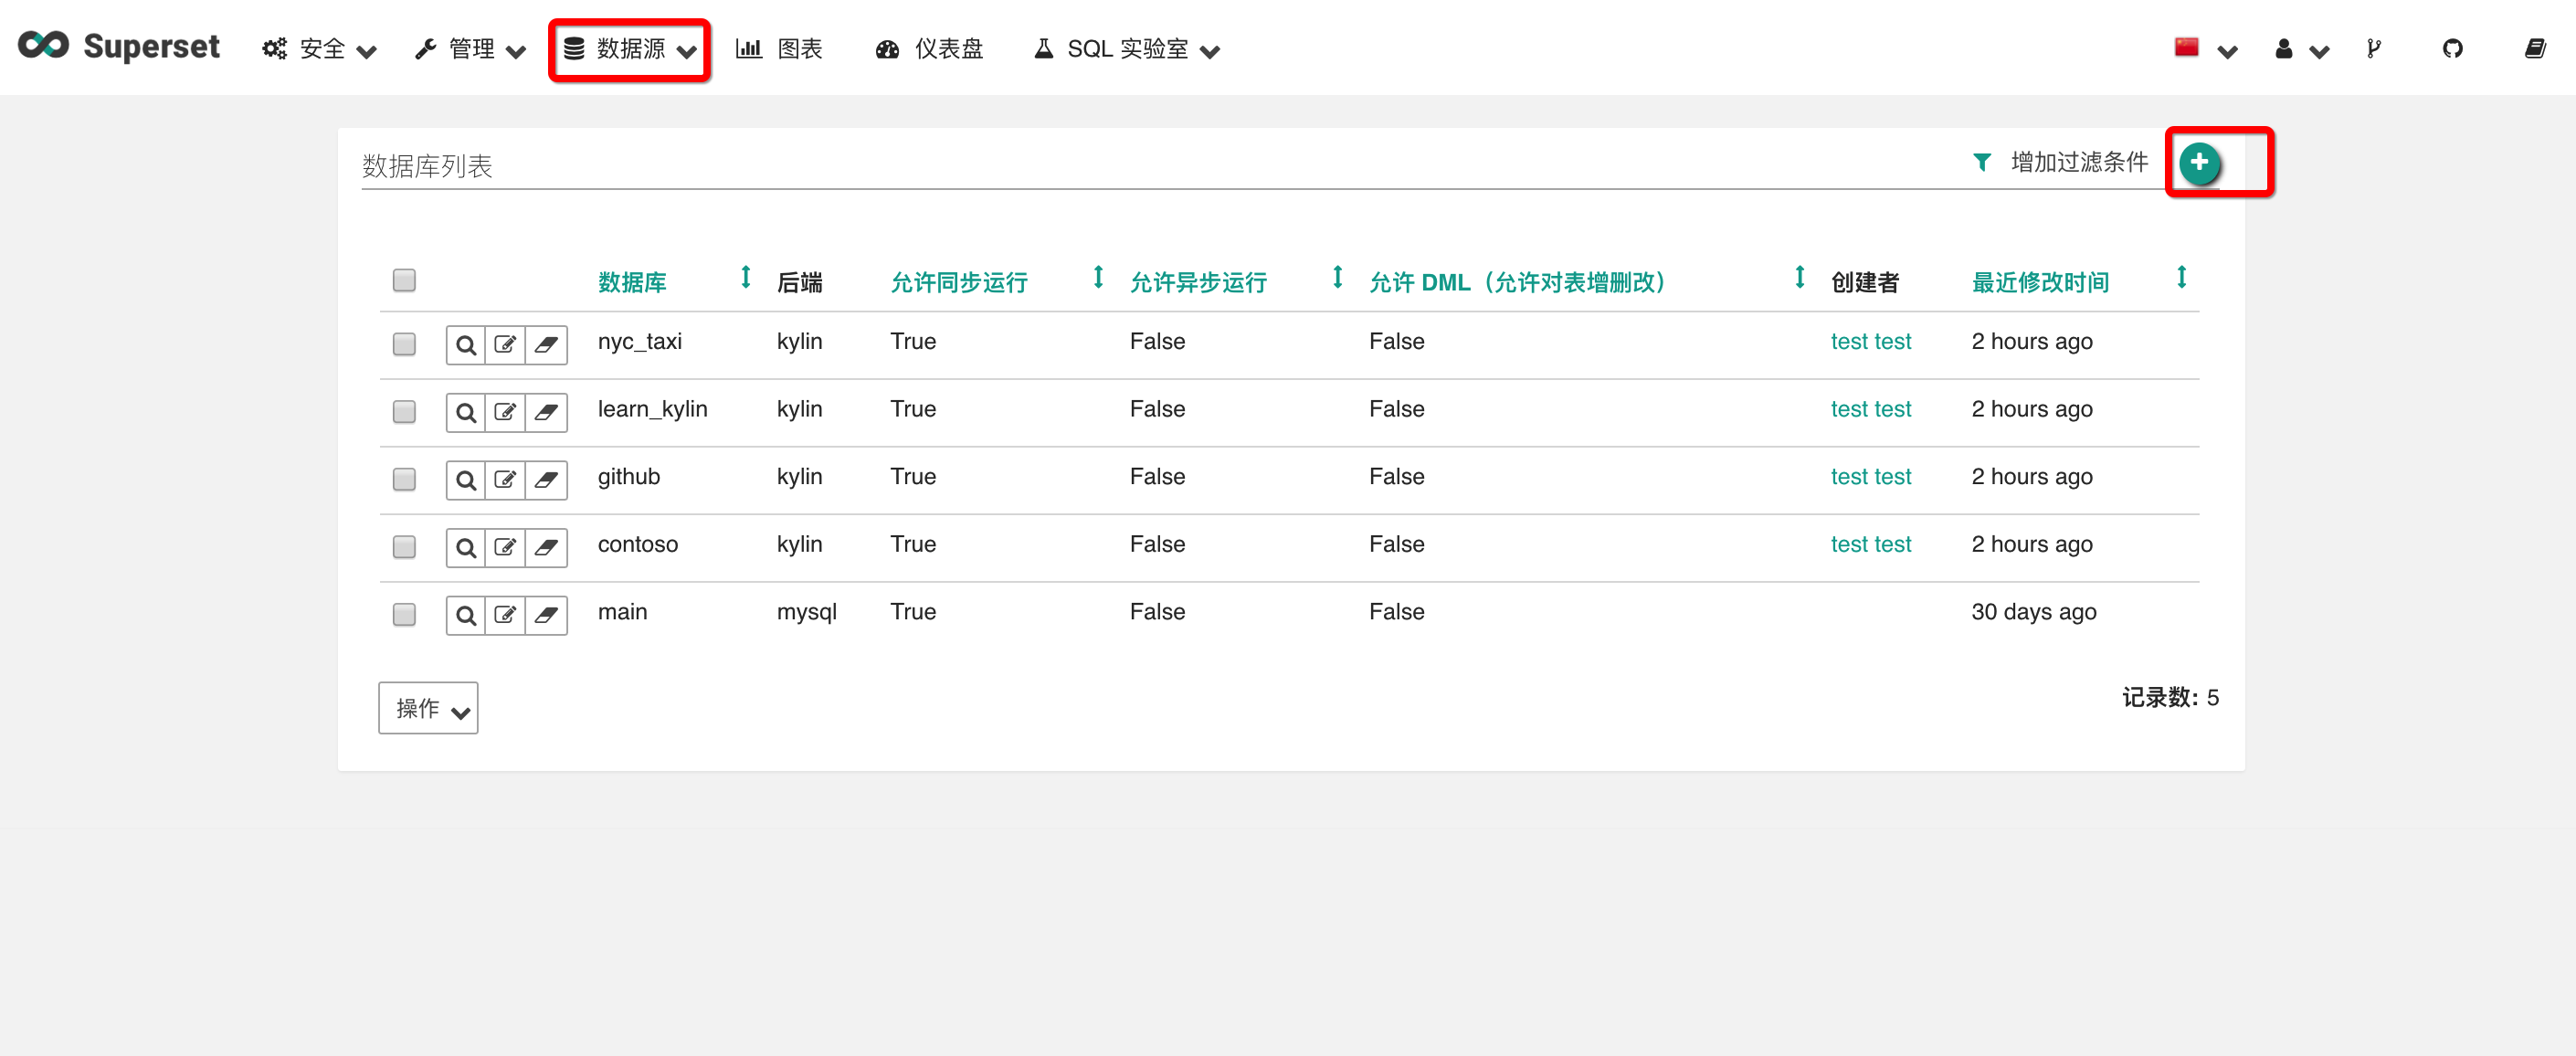 Superset 安全 管理 数据源 图表 仪表盘 SQL 实验室
数据库列表 增加过滤条件
数据库 后端 允许同步运行 允许异步运行 允许 DML（允许对表增删改） 创建者 最近修改时间
nyc_taxi kylin True False False test test 2 hours ago
learn_kylin kylin True False False test test 2 hours ago
github kylin True False False test test 2 hours ago
contoso kylin True False False test test 2 hours ago
main mysql True False False 30 days ago
操作 记录数: 5